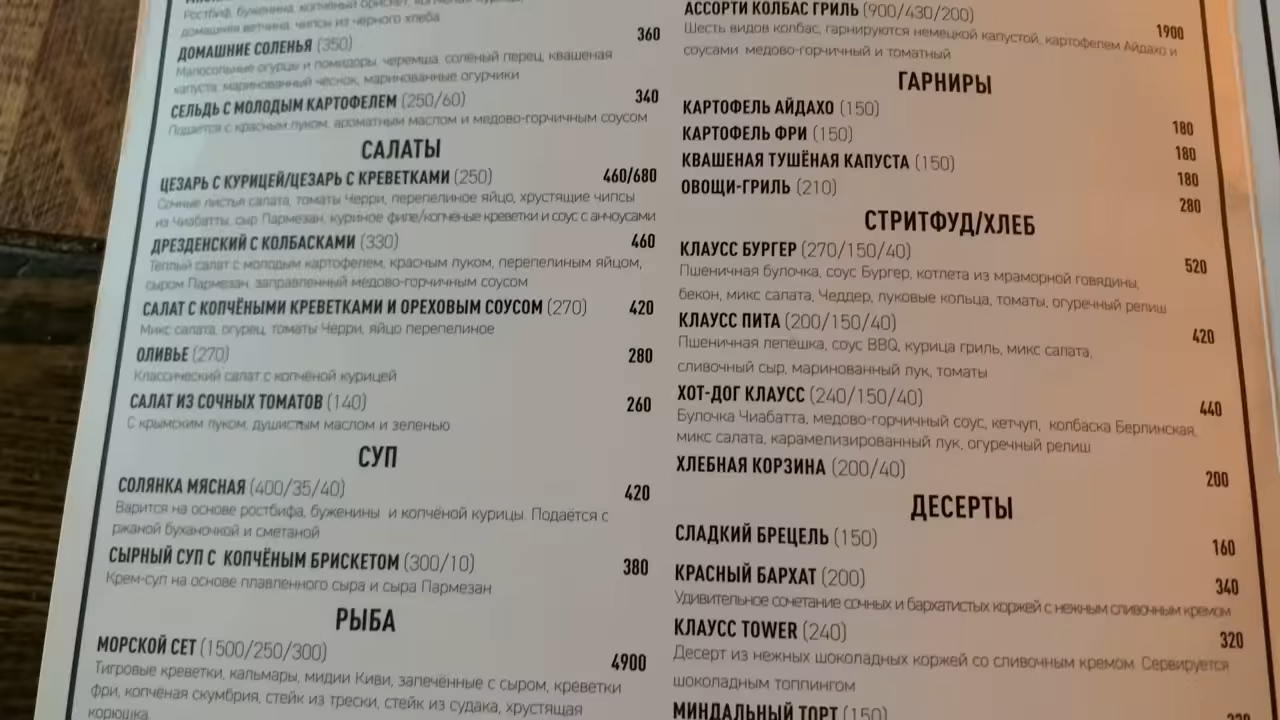 Ростбиф, буженина, копчёный брискет, копчёная курица,
домашняя ветчина, чипсы из чёрного хлеба
ДОМАШНИЕ СОЛЕНЬЯ (350) 360
Малосольные огурцы и помидоры, черемша, соленый перец, квашеная
капуста, маринованный чеснок, маринованные огурчики
СЕЛЬДЬ С МОЛОДЫМ КАРТОФЕЛЕМ (250/60) 340
Подаётся с красным луком, ароматным маслом и медово-горчичным соусом
САЛАТЫ
ЦЕЗАРЬ С КУРИЦЕЙ/ЦЕЗАРЬ С КРЕВЕТКАМИ (250) 460/680
Сочные листья салата, томаты Черри, перепелиное яйцо, хрустящие чипсы
из Чиабатты, сыр Пармезан, куриное филе/копчёные креветки и соус с анчоусами
ДРЕЗДЕНСКИЙ С КОЛБАСКАМИ (330) 460
Теплый салат с молодым картофелем, красным луком, перепелиным яйцом,
сыром Пармезан, заправленный медово-горчичным соусом
САЛАТ С КОПЧЁНЫМИ КРЕВЕТКАМИ И ОРЕХОВЫМ СОУСОМ (270) 420
Микс салата, огурец, томаты Черри, яйцо перепелиное
ОЛИВЬЕ (270) 280
Классический салат с копчёной курицей
САЛАТ ИЗ СОЧНЫХ ТОМАТОВ (140) 260
С крымским луком, душистым маслом и зеленью
СУП
СОЛЯНКА МЯСНАЯ (400/35/40) 420
Варится на основе ростбифа, буженины и копчёной курицы. Подаётся с
ржаной буханочкой и сметаной
СЫРНЫЙ СУП С КОПЧЁНЫМ БРИСКЕТОМ (300/10) 380
Крем-суп на основе плавленного сыра и сыра Пармезан
РЫБА
МОРСКОЙ СЕТ (1500/250/300) 4900
Тигровые креветки, кальмары, мидии Киви, запечённые с сыром, креветки
фри, копчёная скумбрия, стейк из трески, стейк из судака, хрустящая
корюшка.
АССОРТИ КОЛБАС ГРИЛЬ (900/430/200) 1900
Шесть видов колбас, гарнируются немецкой капустой, картофелем Айдахо и
соусами медово-горчичный и томатный
ГАРНИРЫ
КАРТОФЕЛЬ АЙДАХО (150) 180
КАРТОФЕЛЬ ФРИ (150) 180
КВАШЕНАЯ ТУШЁНАЯ КАПУСТА (150) 180
ОВОЩИ-ГРИЛЬ (210) 280
СТРИТФУД/ХЛЕБ
КЛАУСС БУРГЕР (270/150/40) 520
Пшеничная булочка, соус Бургер, котлета из мраморной говядины,
бекон, микс салата, Чеддер, луковые кольца, томаты, огуречный релиш
КЛАУСС ПИТА (200/150/40) 420
Пшеничная лепёшка, соус BBQ, курица гриль, микс салата,
сливочный сыр, маринованный лук, томаты
ХОТ-ДОГ КЛАУСС (240/150/40) 440
Булочка Чиабатта, медово-горчичный соус, кетчуп, колбаска Берлинская,
микс салата, карамелизированный лук, огуречный релиш
ХЛЕБНАЯ КОРЗИНА (200/40) 200
ДЕСЕРТЫ
СЛАДКИЙ БРЕЦЕЛЬ (150) 160
КРАСНЫЙ БАРХАТ (200) 340
Удивительное сочетание сочных и бархатистых коржей с нежным сливочным кремом
КЛАУСС TOWER (240) 320
Десерт из нежных шоколадных коржей со сливочным кремом. Сервируется
шоколадным топпингом
МИНДАЛЬНЫЙ ТОРТ (150)